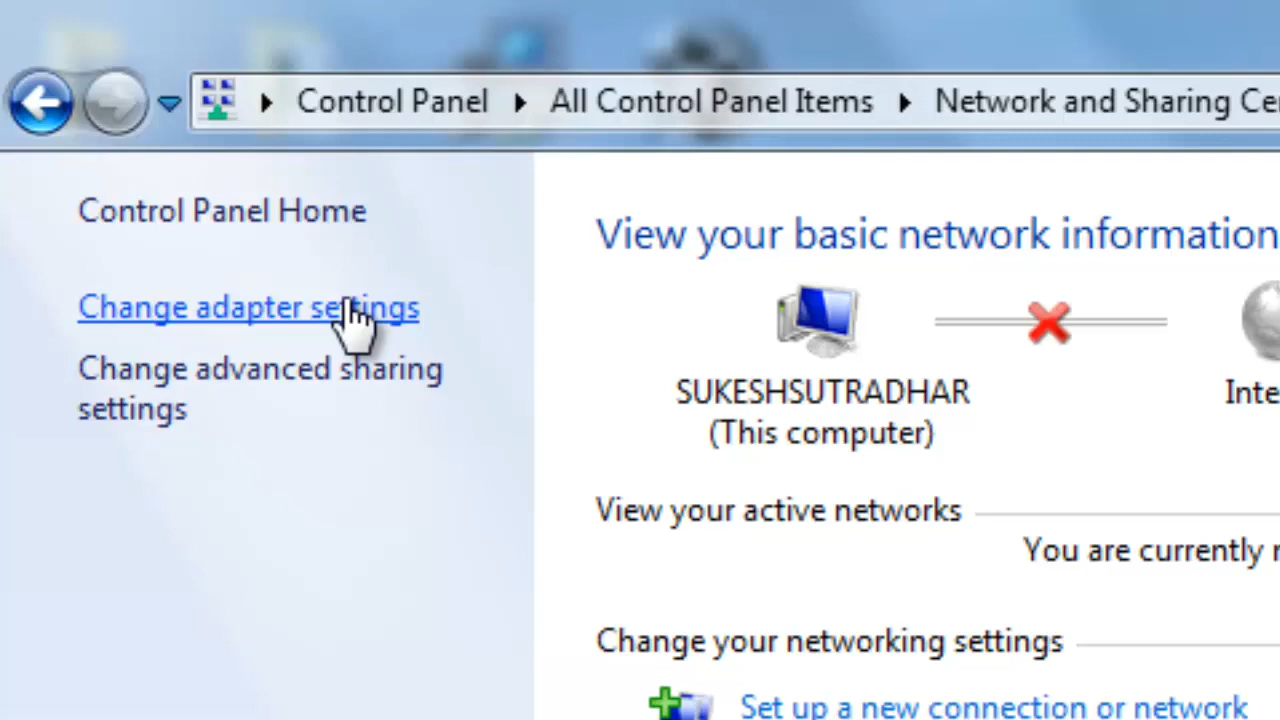 Control Panel All Control Panel Items Network and Sharing
Control Panel Home
Change adapter settings
Change advanced sharing
settings
View your basic network information
SUKESHSUTRADHAR
(This computer)
View your active networks
You are currently
Change your networking settings
Set up a new connection or network